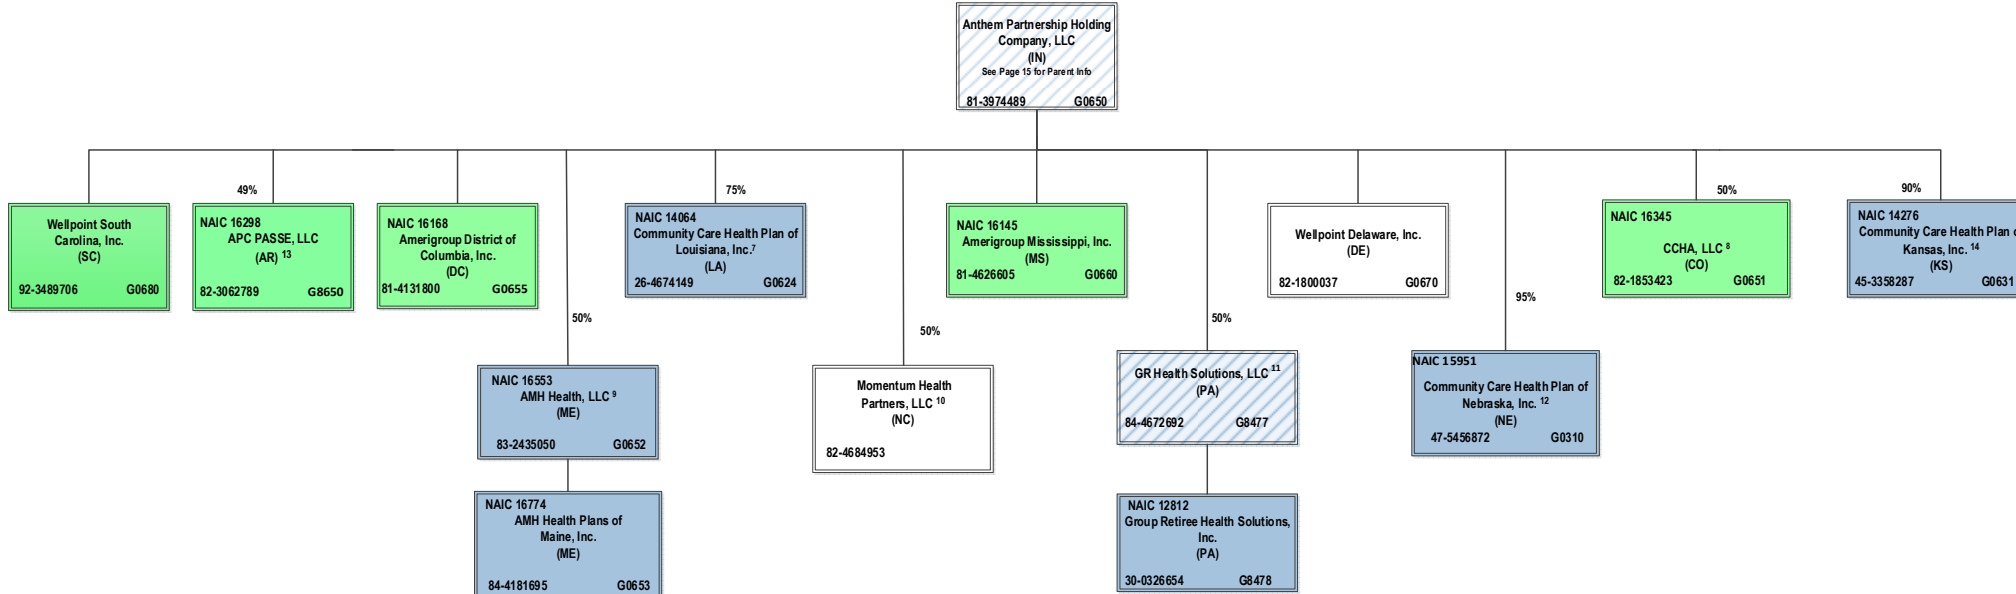 Anthem Partnership Holding
Company, LLC
(IN)
See Page 15 for Parent Info
81-3974489 G0650
49%
75%
50%
90%
Wellpoint South
Carolina, Inc.
(SC)
92-3489706 G0680
NAIC 16298
APC PASSE, LLC
(AR) 13
82-3062789 G8650
NAIC 16168
Amerigroup District of
Columbia, Inc.
(DC)
81-4131800 G0655
NAIC 14064
Community Care Health Plan of
Louisiana, Inc.7
(LA)
26-4674149 G0624
NAIC 16145
Amerigroup Mississippi, Inc.
(MS)
81-4626605 G0660
Wellpoint Delaware, Inc.
(DE)
82-1800037 G0670
NAIC 16345
CCHA, LLC 8
(CO)
82-1853423 G0651
NAIC 14276
Community Care Health Plan o
Kansas, Inc. 14
(KS)
45-3358287 G0631
50%
50%
50%
95%
NAIC 16553
AMH Health, LLC 9
(ME)
83-2435050 G0652
Momentum Health
Partners, LLC 10
(NC)
82-4684953
GR Health Solutions, LLC 11
(PA)
84-4672692 G8477
NAIC 15951
Community Care Health Plan of
Nebraska, Inc. 12
(NE)
47-5456872 G0310
NAIC 16774
AMH Health Plans of
Maine, Inc.
(ME)
84-4181695 G0653
NAIC 12812
Group Retiree Health Solutions,
Inc.
(PA)
30-0326654 G8478